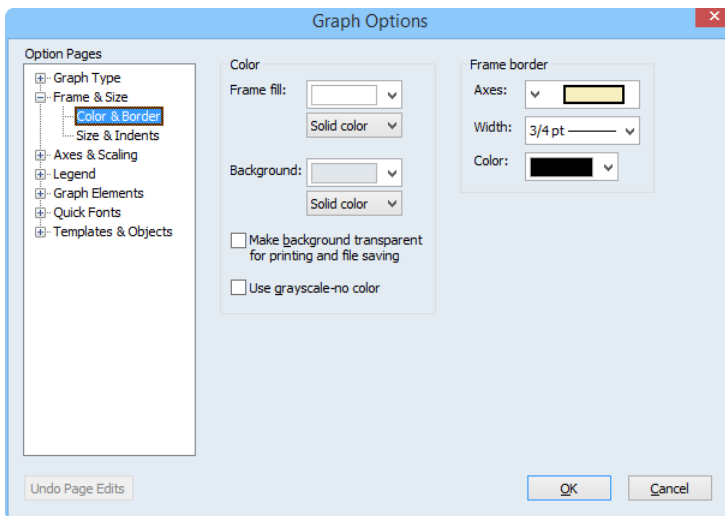 Graph Options
Option Pages
Graph Type
Frame & Size
Color & Border
Size & Indents
Axes & Scaling
Legend
Graph Elements
Quick Fonts
Templates & Objects
Color
Frame fill:
Solid color
Background:
Solid color
Make background transparent
for printing and file saving
Use grayscale-no color
Frame border
Axes:
Width: 3/4 pt
Color:
Undo Page Edits
OK
Cancel